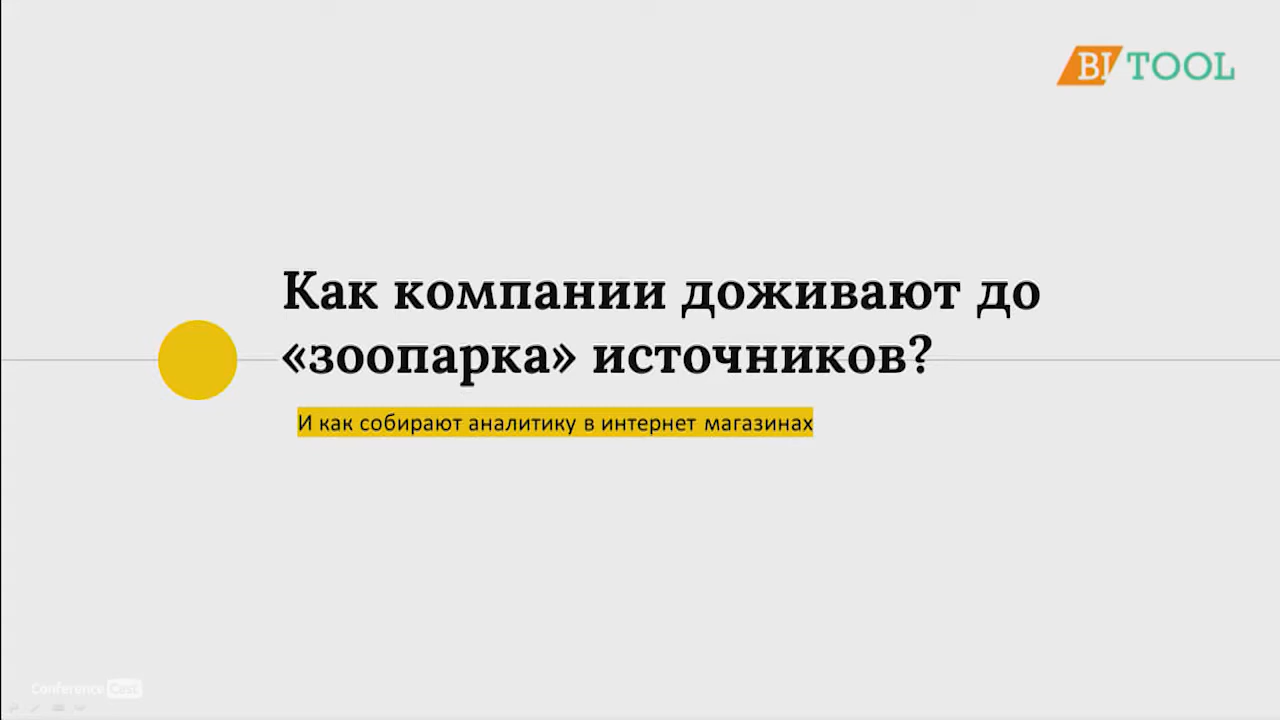 BI TOOL
Как компании доживают до
«зоопарка» источников?
И как собирают аналитику в интернет магазинах
Conference Cast